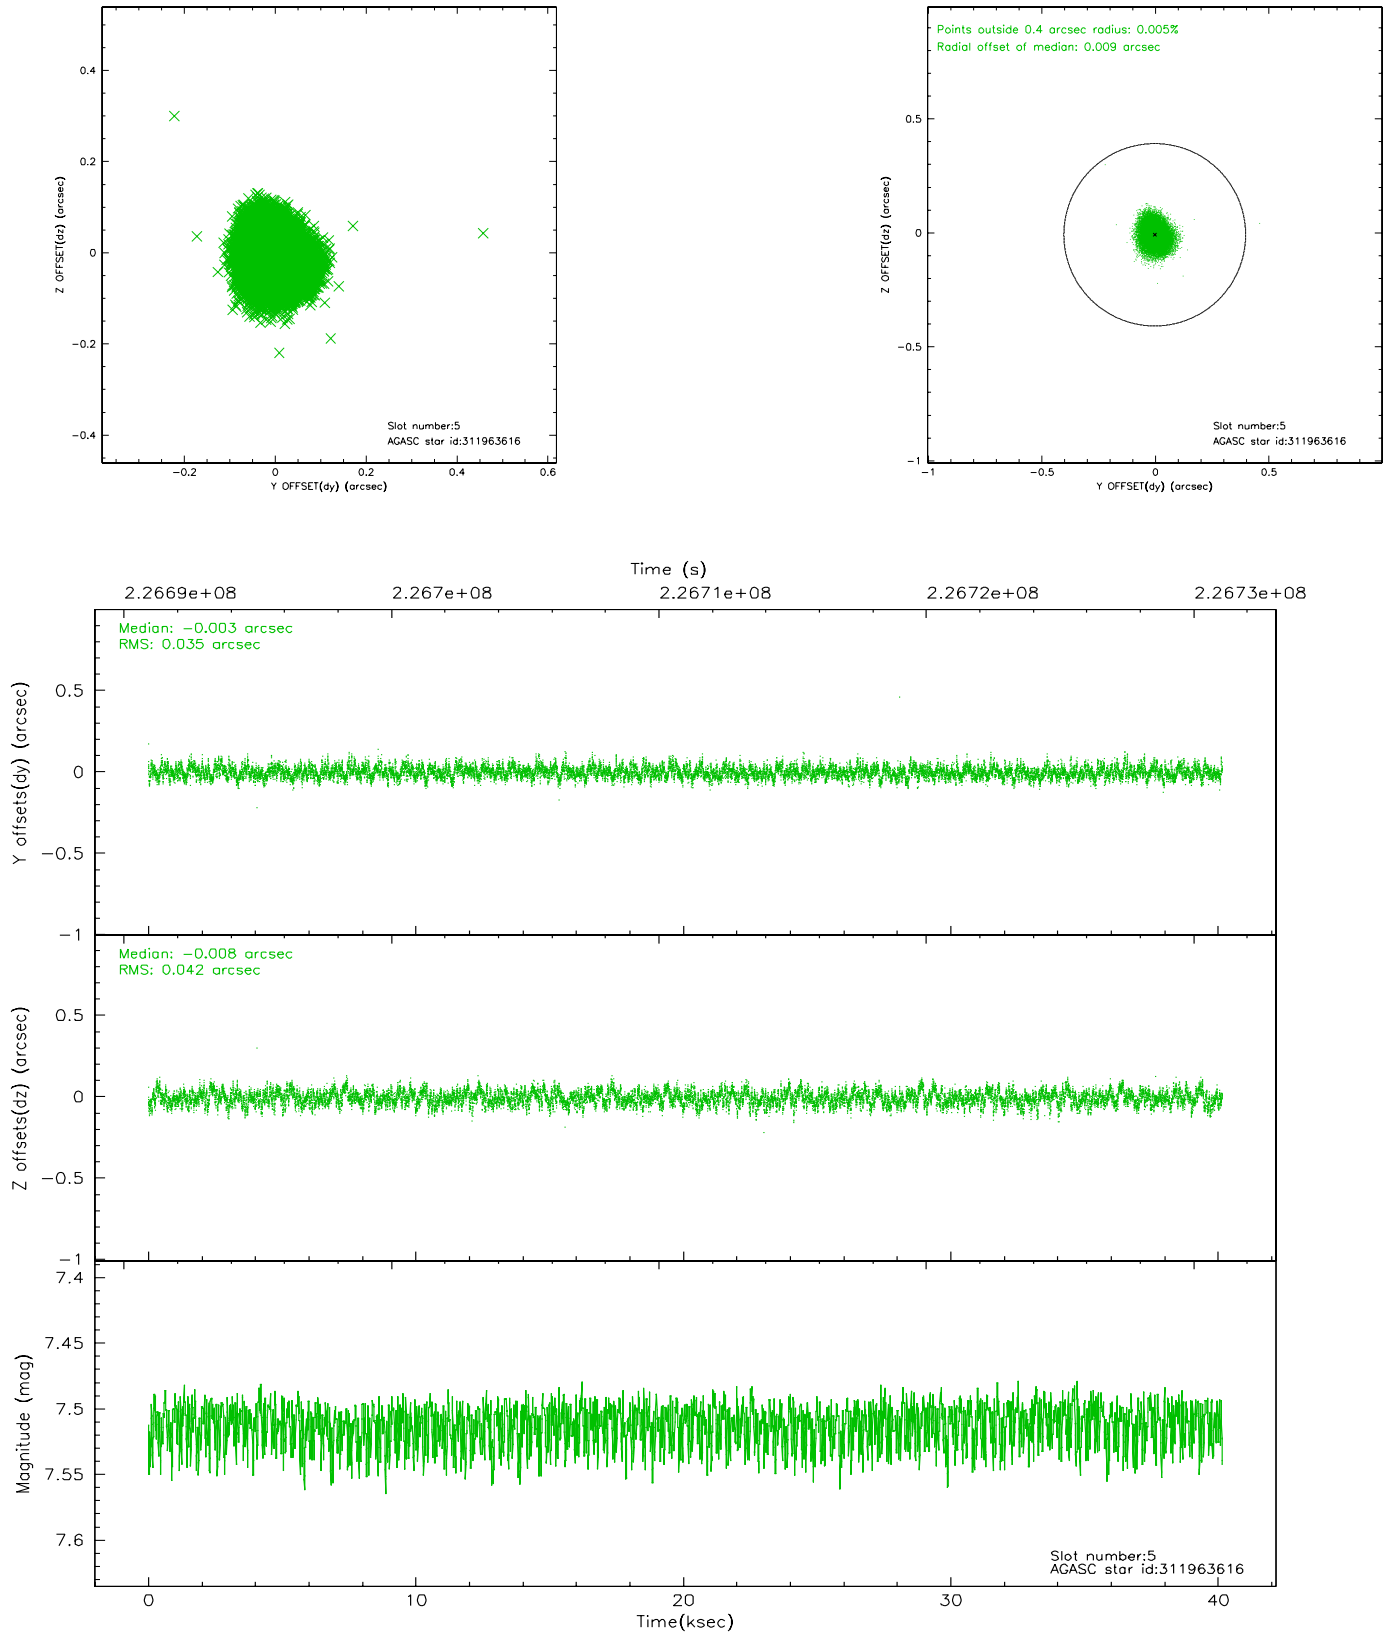 0.4
0.2
0
-0.2
-0.4
Z OFFSET(dz) (arcsec)
-0.2 0 0.2 0.4 0.6
Y OFFSET(dy) (arcsec)
Slot number:5
AGASC star id:311963616
Points outside 0.4 arcsec radius: 0.005%
Radial offset of median: 0.009 arcsec
0.5
0
-0.5
-1
Z OFFSET(dz) (arcsec)
-1 -0.5 0 0.5
Y OFFSET(dy) (arcsec)
Slot number:5
AGASC star id:311963616
Time (s)
2.2669e+08 2.267e+08 2.2671e+08 2.2672e+08 2.2673e+08
Median: -0.003 arcsec
RMS: 0.035 arcsec
0.5
0
-0.5
-1
Y offsets(dy) (arcsec)
Median: -0.008 arcsec
RMS: 0.042 arcsec
0.5
0
-0.5
-1
Z offsets(dz) (arcsec)
7.4
7.45
7.5
7.55
7.6
Magnitude (mag)
Slot number:5
AGASC star id:311963616
0 10 20 30 40
Time(ksec)